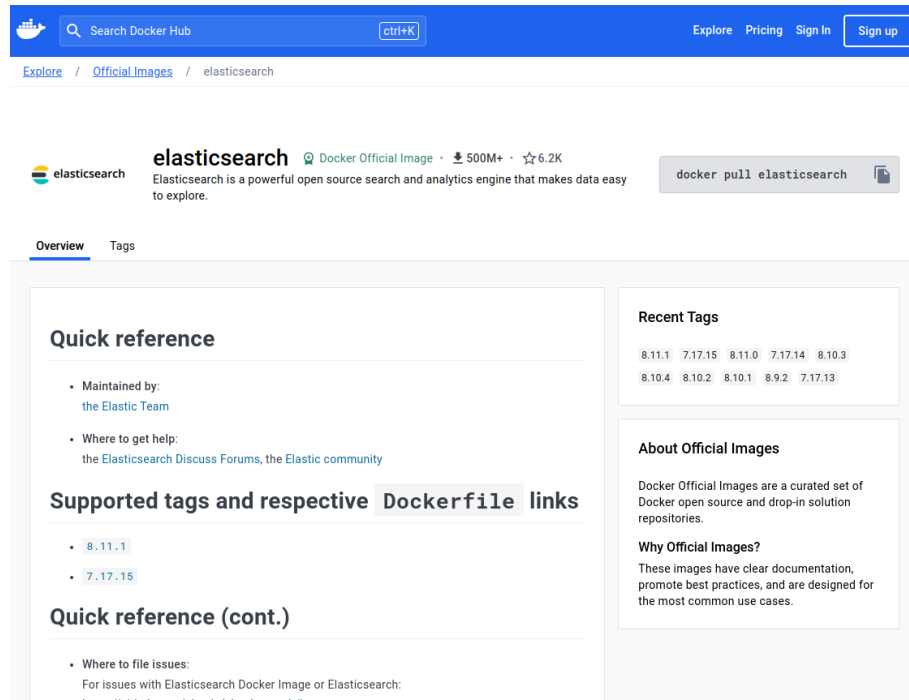 Search Docker Hub
ctrl+K
Explore Pricing Sign In Sign up
Explore / Official Images / elasticsearch
elasticsearch
elasticsearch Docker Official Image · 500M+ · 6.2K
Elasticsearch is a powerful open source search and analytics engine that makes data easy
to explore.
docker pull elasticsearch
Overview Tags
Quick reference
• Maintained by:
the Elastic Team
• Where to get help:
the Elasticsearch Discuss Forums, the Elastic community
Supported tags and respective Dockerfile links
• 8.11.1
• 7.17.15
Quick reference (cont.)
• Where to file issues:
For issues with Elasticsearch Docker Image or Elasticsearch:
Recent Tags
8.11.1 7.17.15 8.11.0 7.17.14 8.10.3
8.10.4 8.10.2 8.10.1 8.9.2 7.17.13
About Official Images
Docker Official Images are a curated set of
Docker open source and drop-in solution
repositories.
Why Official Images?
These images have clear documentation,
promote best practices, and are designed for
the most common use cases.